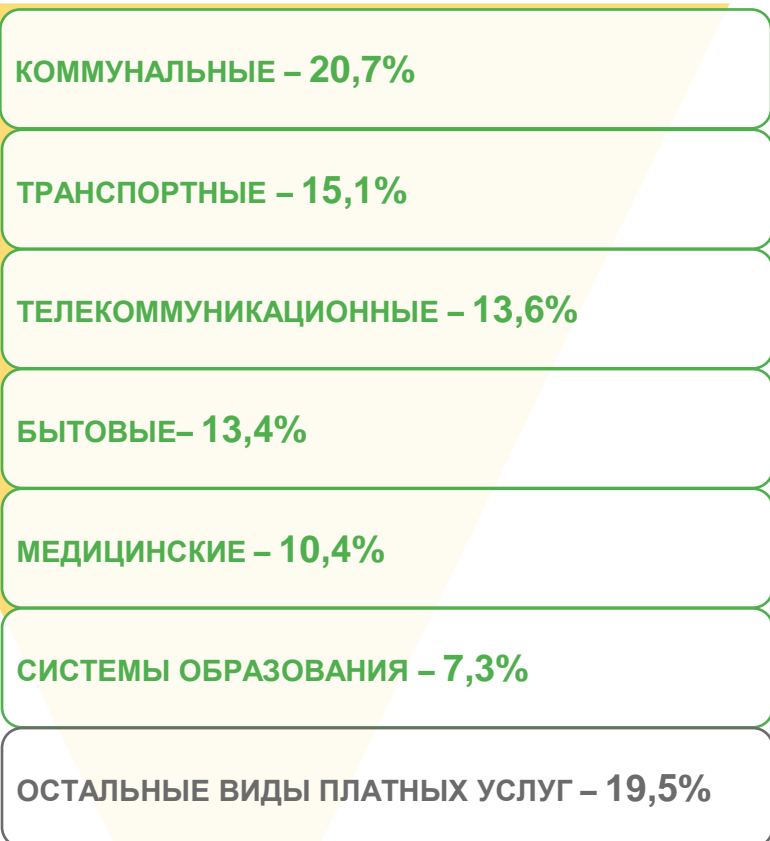 КОММУНАЛЬНЫЕ – 20,7%
ТРАНСПОРТНЫЕ – 15,1%
ТЕЛЕКОММУНИКАЦИОННЫЕ – 13,6%
БЫТОВЫЕ– 13,4%
МЕДИЦИНСКИЕ – 10,4%
СИСТЕМЫ ОБРАЗОВАНИЯ – 7,3%
ОСТАЛЬНЫЕ ВИДЫ ПЛАТНЫХ УСЛУГ – 19,5%